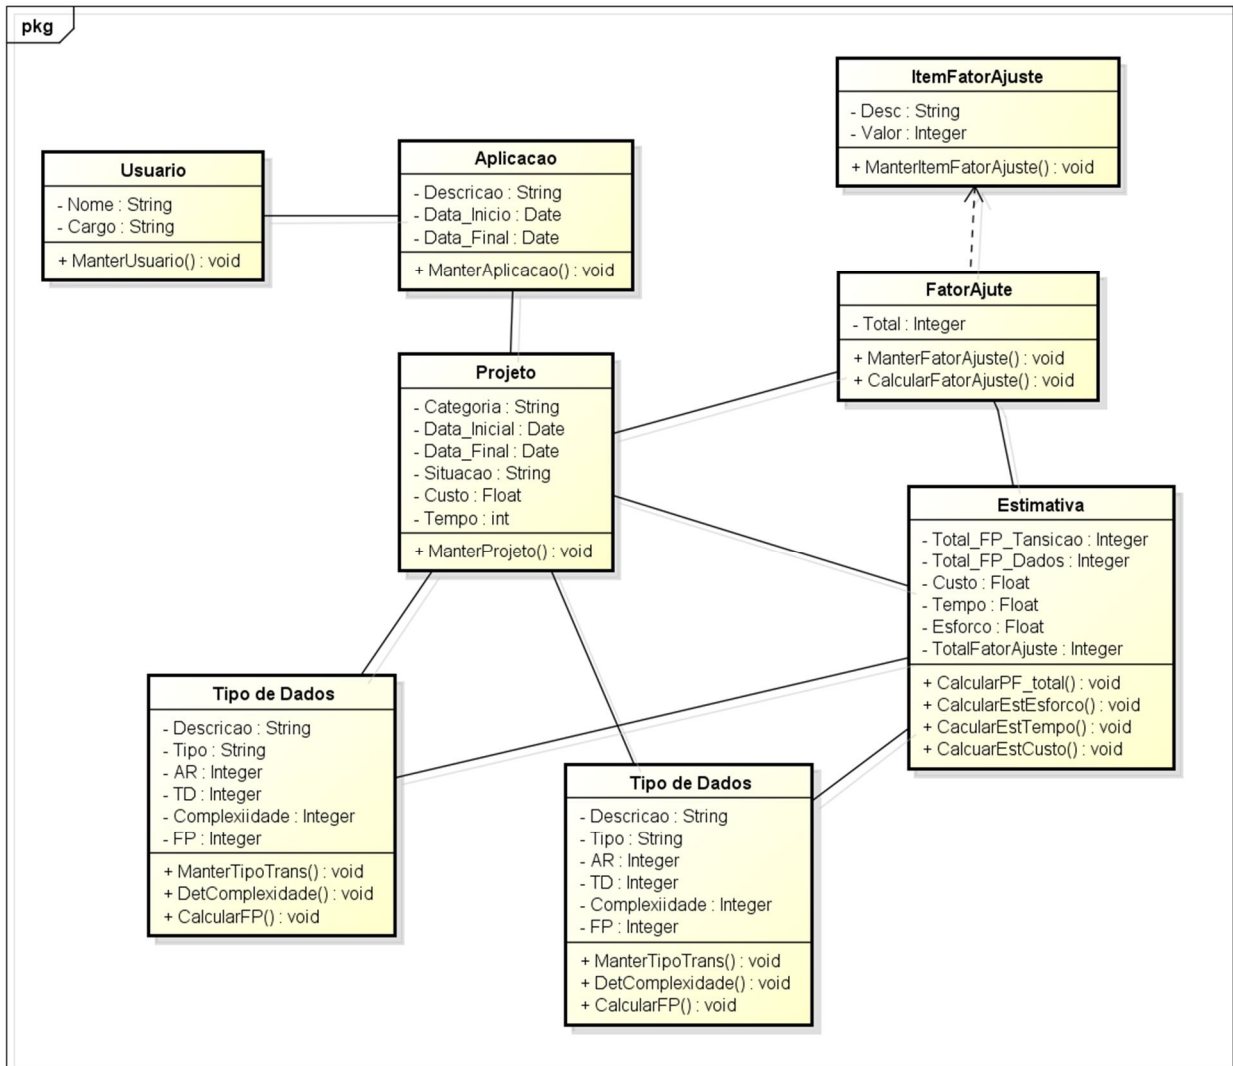 pkg
ItemFatorAjuste
- Desc : String
- Valor : Integer
+ ManterItemFatorAjuste() : void
Usuario
- Nome : String
- Cargo : String
+ ManterUsuario() : void
Aplicacao
- Descricao : String
- Data_Inicio : Date
- Data_Final : Date
+ ManterAplicacao() : void
FatorAjute
- Total : Integer
+ ManterFatorAjuste() : void
+ CalcularFatorAjuste() : void
Projeto
- Categoria : String
- Data_Inicial : Date
- Data_Final : Date
- Situacao : String
- Custo : Float
- Tempo : int
+ ManterProjeto() : void
Estimativa
- Total_FP_Tansicao : Integer
- Total_FP_Dados : Integer
- Custo : Float
- Tempo : Float
- Esforco : Float
- TotalFatorAjuste : Integer
+ CalcularPF_total() : void
+ CalcularEstEsforco() : void
+ CacularEstTempo() : void
+ CalcuarEstCusto() : void
Tipo de Dados
- Descricao : String
- Tipo : String
- AR : Integer
- TD : Integer
- Complexiidade : Integer
- FP : Integer
+ ManterTipoTrans() : void
+ DetComplexidade() : void
+ CalcularFP() : void
Tipo de Dados
- Descricao : String
- Tipo : String
- AR : Integer
- TD : Integer
- Complexiidade : Integer
- FP : Integer
+ ManterTipoTrans() : void
+ DetComplexidade() : void
+ CalcularFP() : void